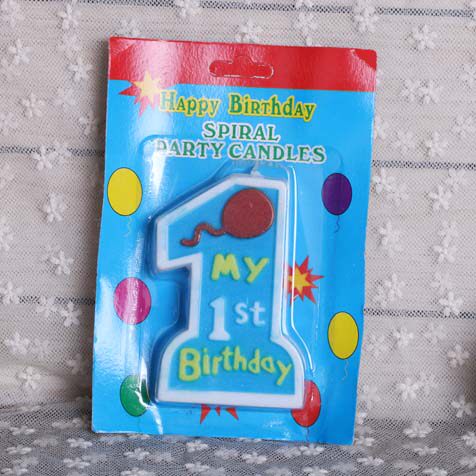 Happy Birthday
SPIRAL
PARTY CANDLES
My
1st
Birthday